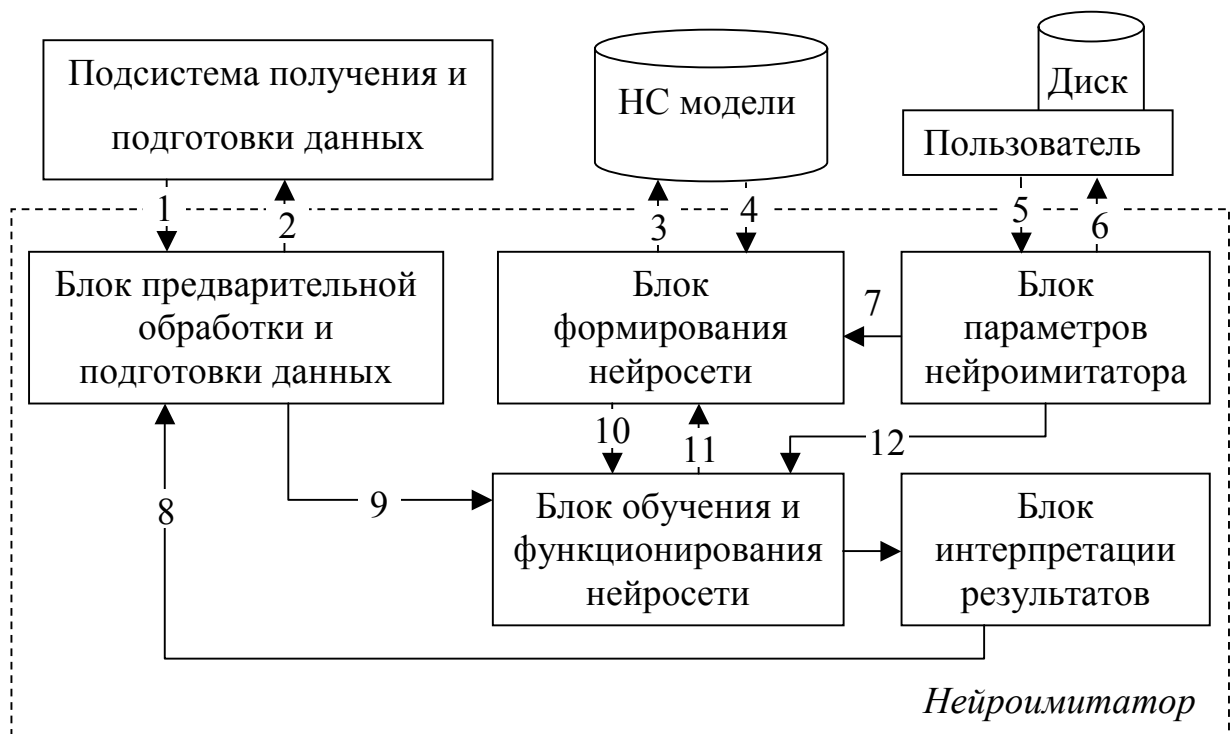 Подсистема получения и
подготовки данных
НС модели
Диск
Пользователь
1
2
3
4
5
6
Блок предварительной
обработки и
подготовки данных
Блок
формирования
нейросети
7
Блок
параметров
нейроимитатора
10
11
12
8
9
Блок обучения и
функционирования
нейросети
Блок
интерпретации
результатов
Нейроимитатор